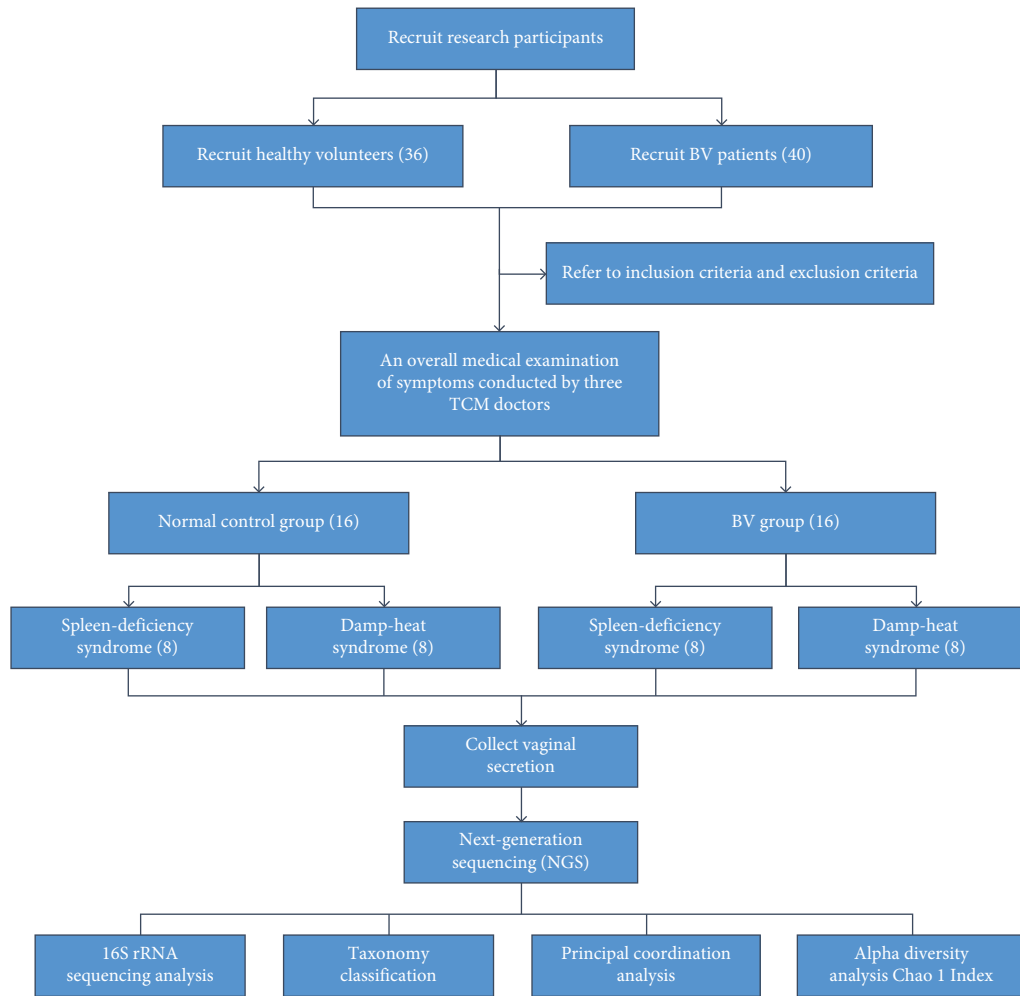 Recruit research participants
Recruit healthy volunteers (36)
Recruit BV patients (40)
Refer to inclusion criteria and exclusion criteria
An overall medical examination
of symptoms conducted by three
TCM doctors
Normal control group (16)
BV group (16)
Spleen-deficiency
syndrome (8)
Damp-heat
syndrome (8)
Spleen-deficiency
syndrome (8)
Damp-heat
syndrome (8)
Collect vaginal
secretion
Next-generation
sequencing (NGS)
16S rRNA
sequencing analysis
Taxonomy
classification
Principal coordination
analysis
Alpha diversity
analysis Chao 1 Index